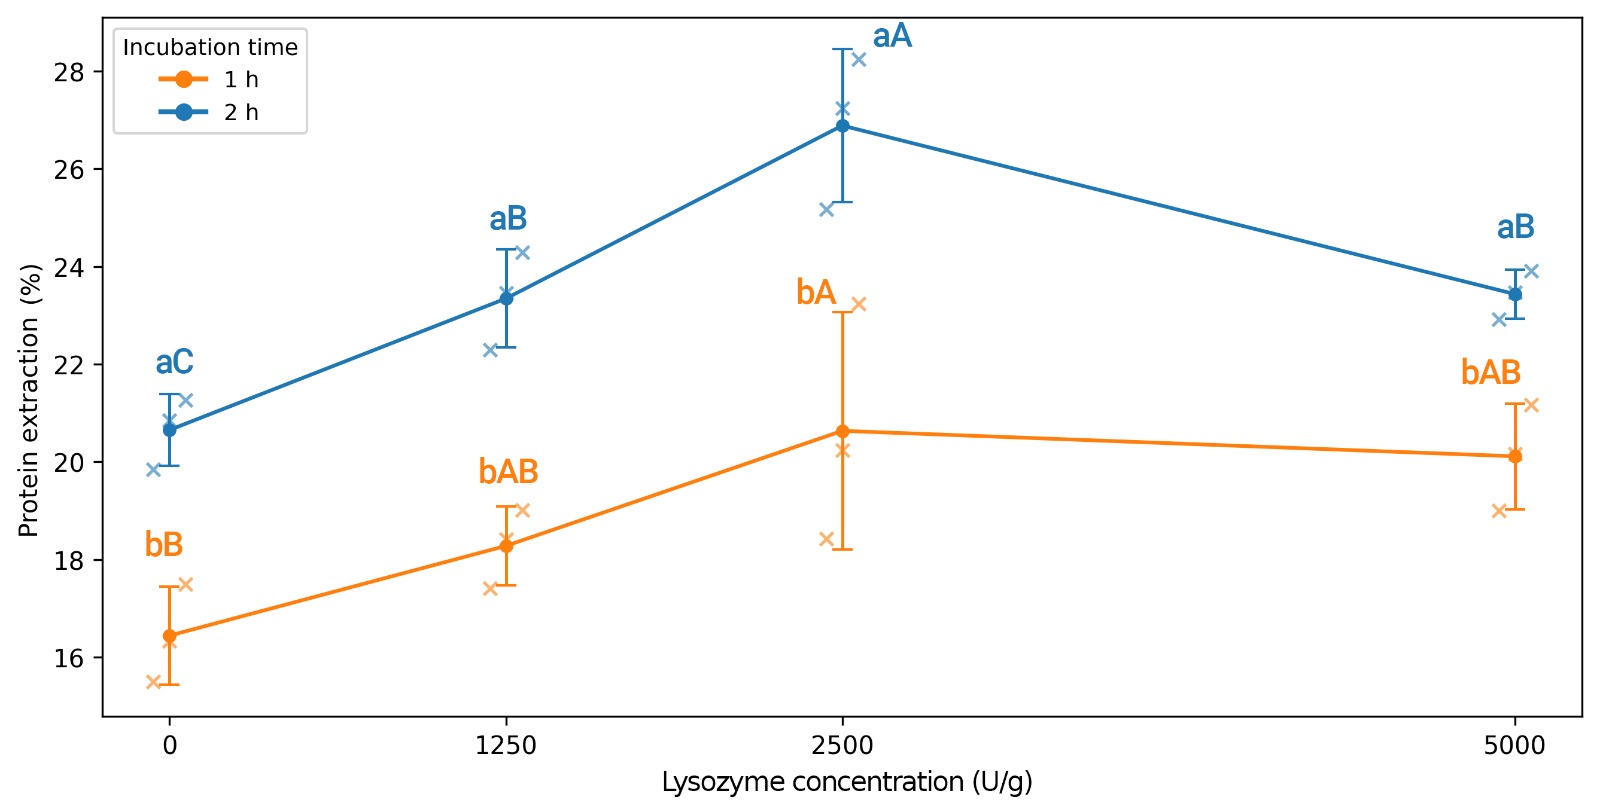 Incubation time
1 h
2 h
aA
aB
aB
bA
aC
bAB
bAB
bB
28
26
24
22
20
18
16
Protein extraction (%)
0
1250
2500
5000
Lysozyme concentration (U/g)